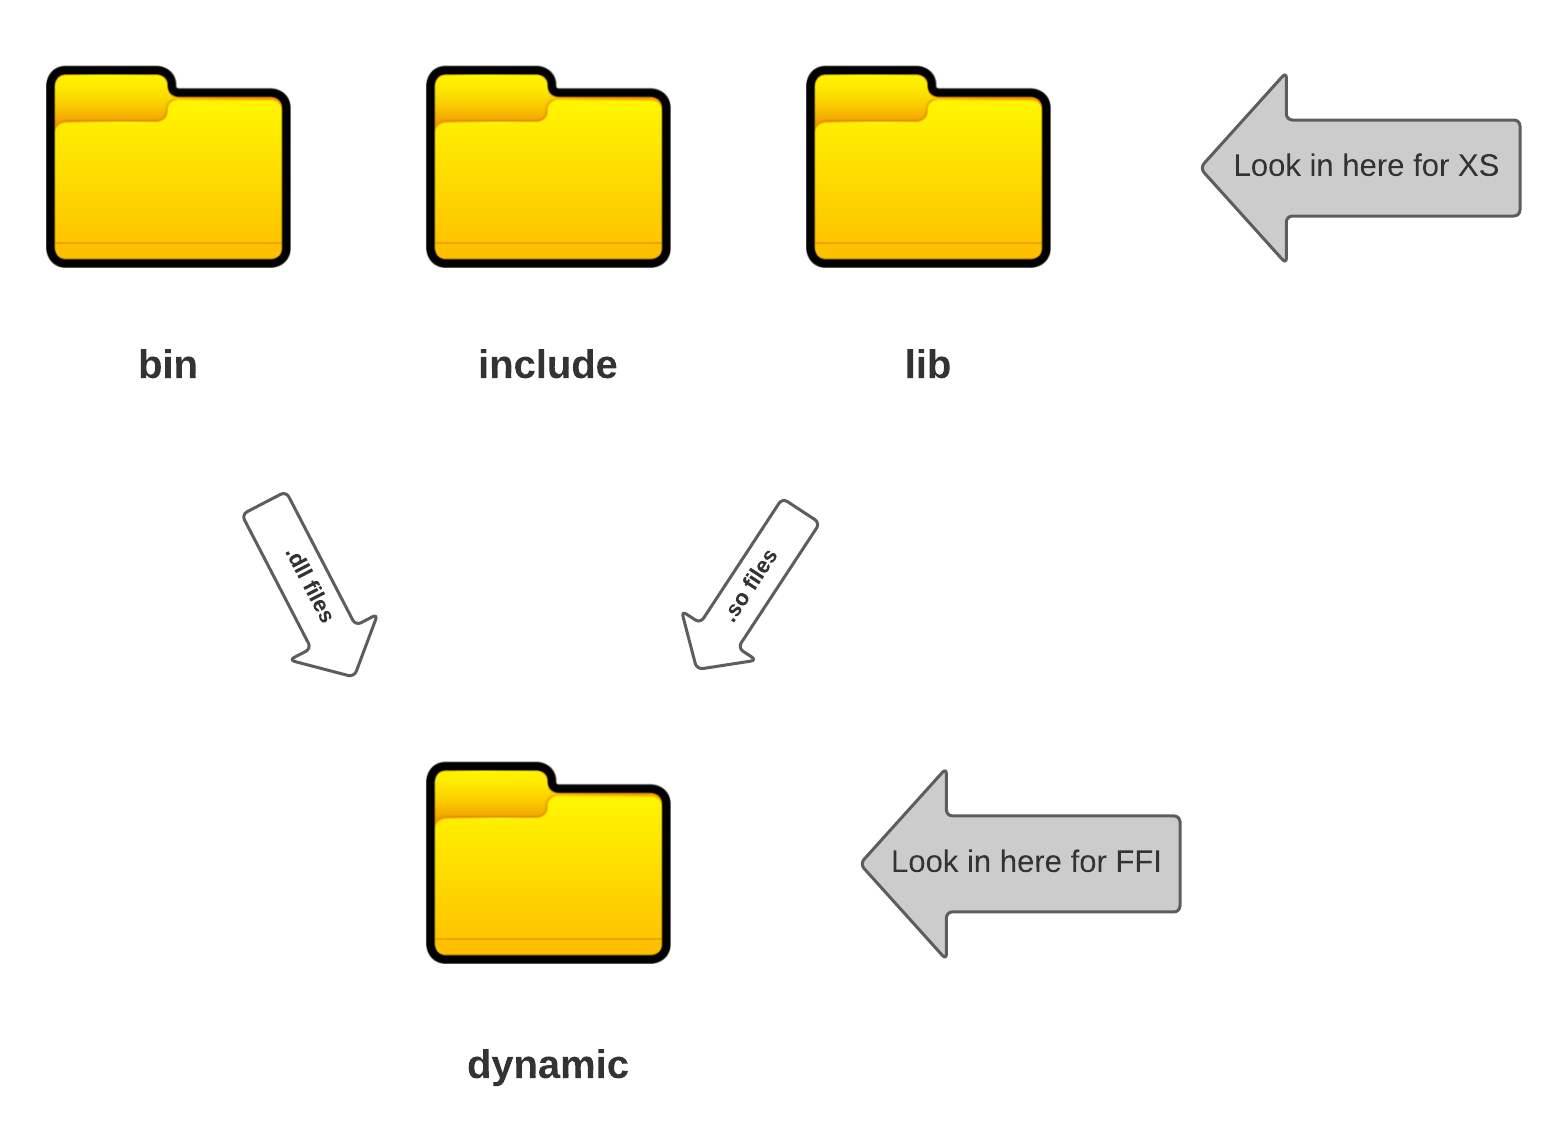 Look in here for XS
bin
include
lib
.dll files
.so files
Look in here for FFI
dynamic